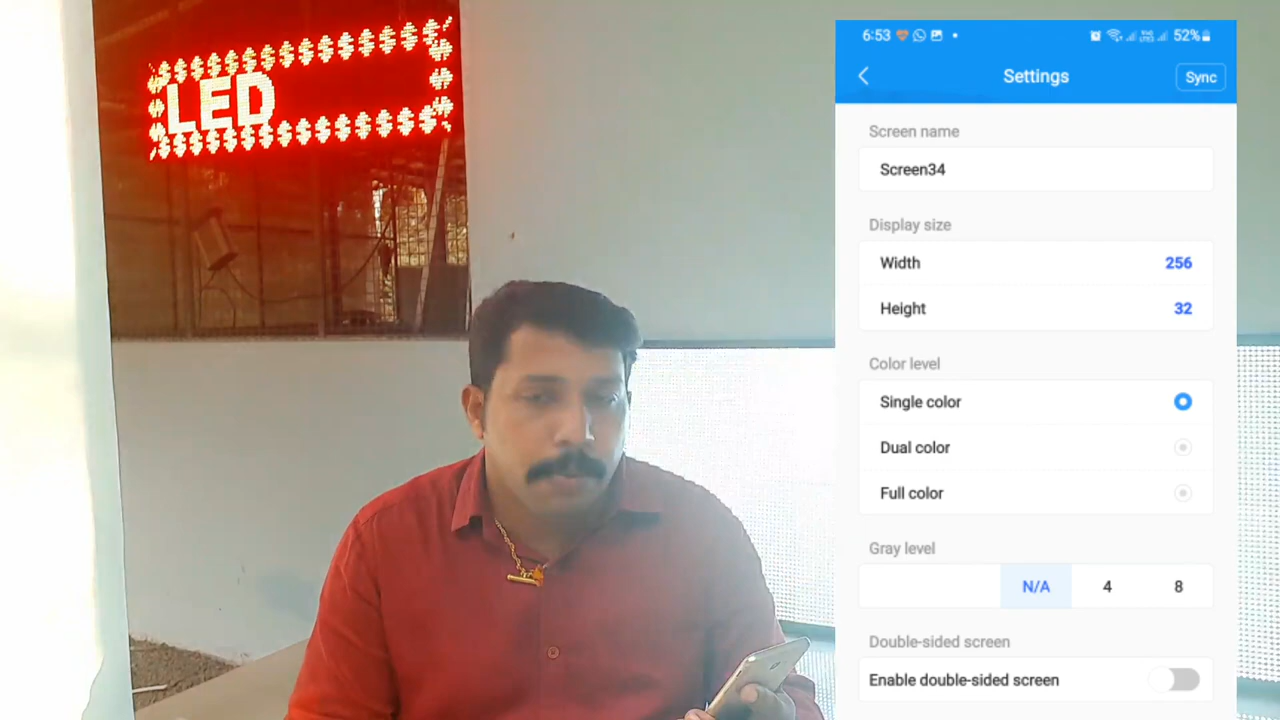 LED
6:53
52%
Settings
Sync
Screen name
Screen34
Display size
Width 256
Height 32
Color level
Single color
Dual color
Full color
Gray level
N/A 4 8
Double-sided screen
Enable double-sided screen